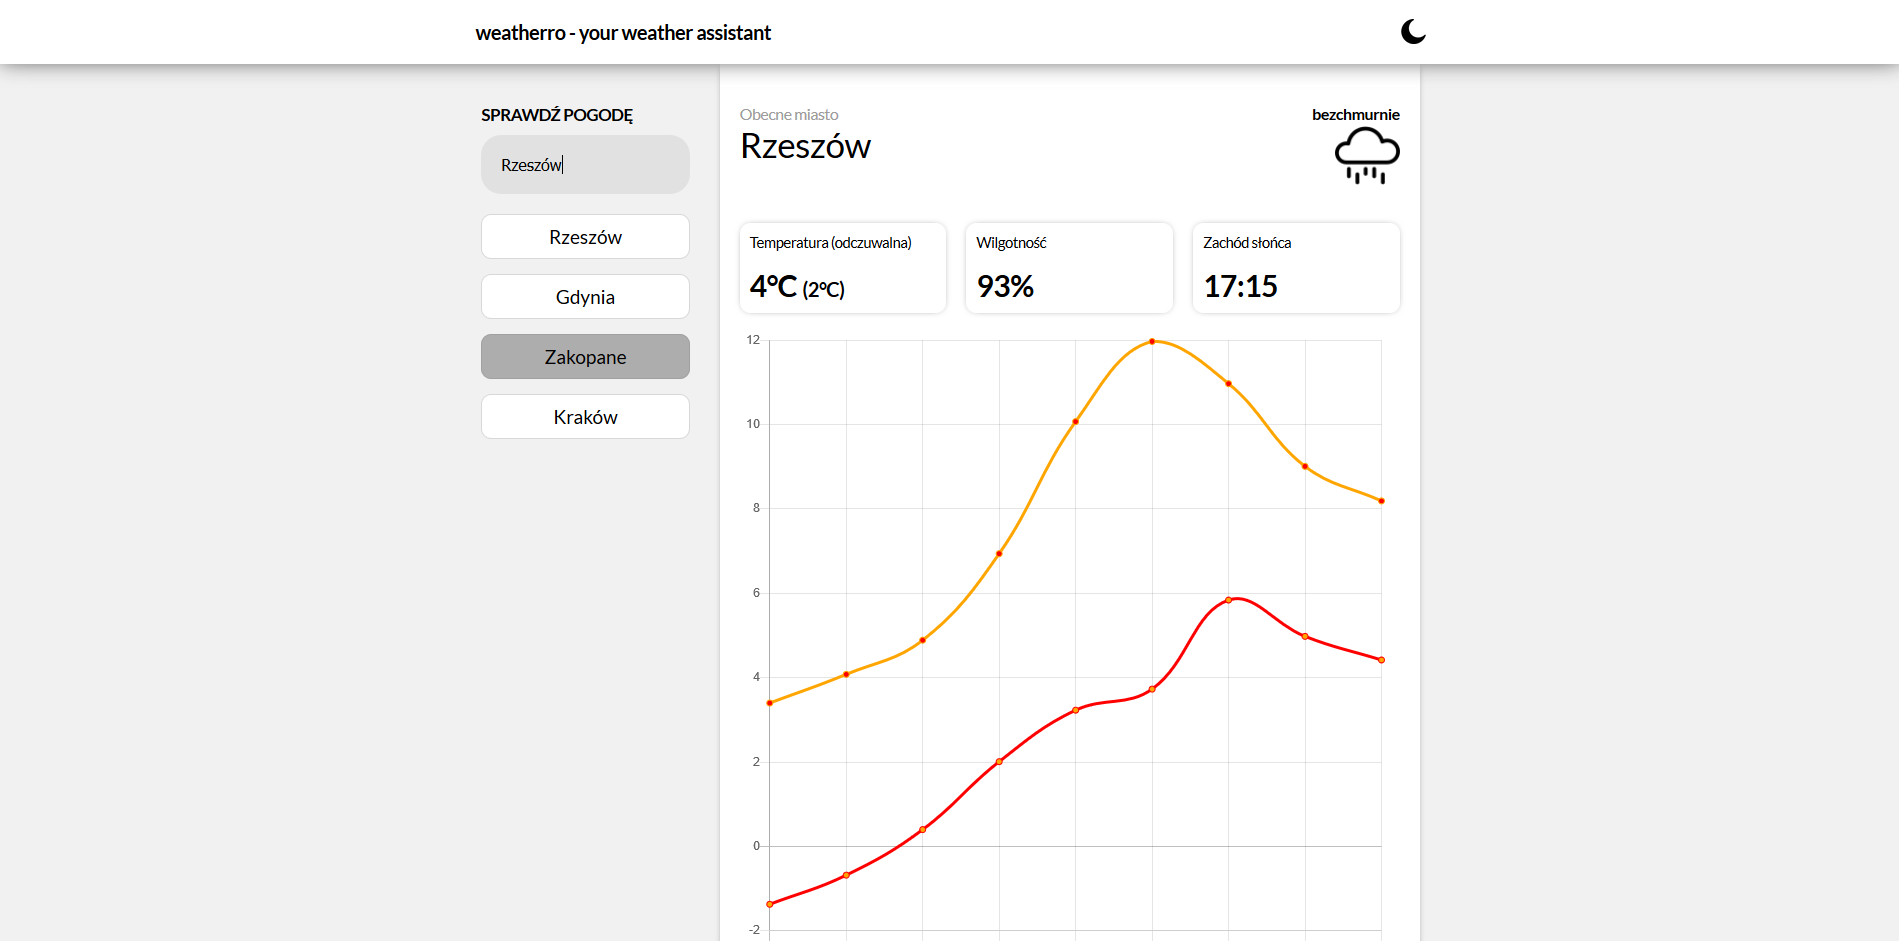 weatherro - your weather assistant
SPRAWDŹ POGODĘ
Rzeszów
Rzeszów
Gdynia
Zakopane
Kraków
Obecne miasto
Rzeszów
bezchmurnie
Temperatura (odczuwalna)
4°C (2°C)
Wilgotność
93%
Zachód słońca
17:15
12
10
8
6
4
2
0
-2